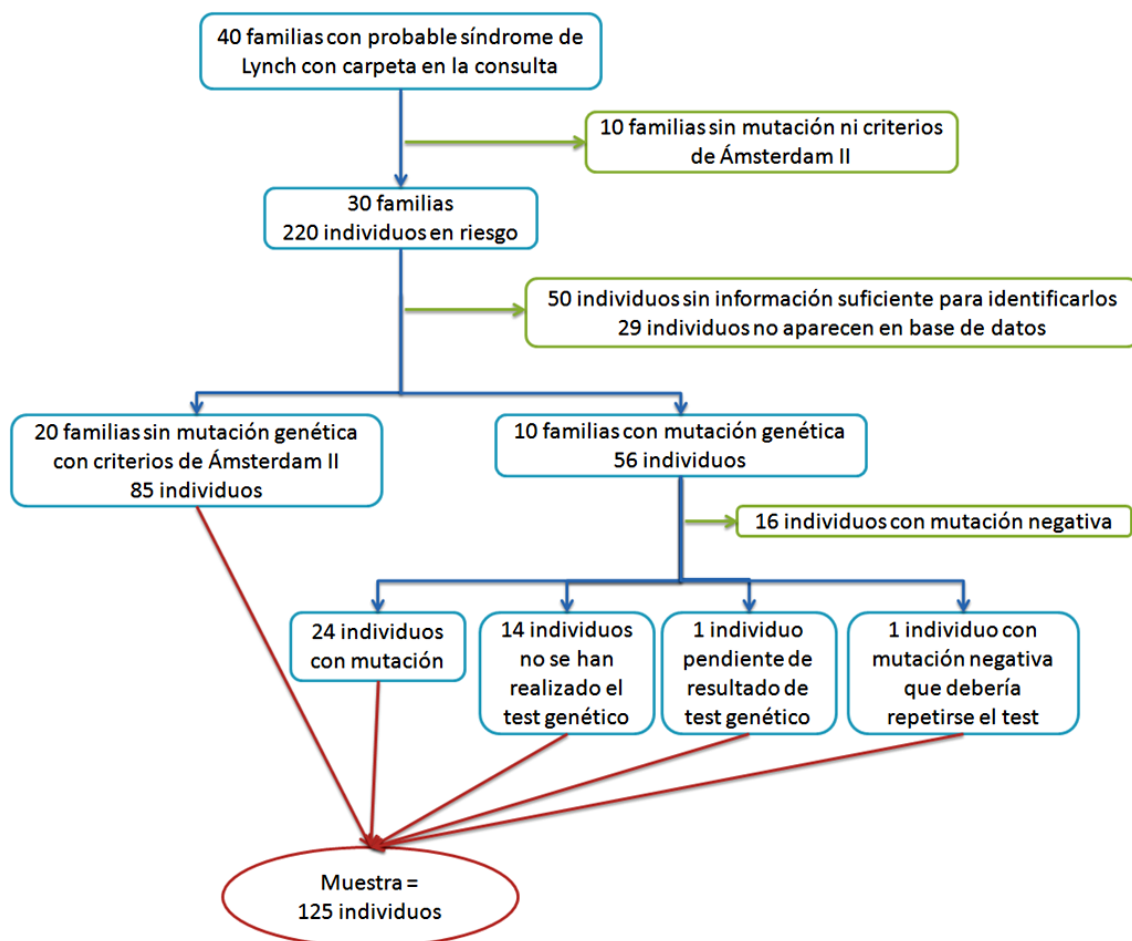 40 familias con probable síndrome de
Lynch con carpeta en la consulta
10 familias sin mutación ni criterios
de Ámsterdam II
30 familias
220 individuos en riesgo
50 individuos sin información suficiente para identificarlos
29 individuos no aparecen en base de datos
20 familias sin mutación genética
con criterios de Ámsterdam II
85 individuos
10 familias con mutación genética
56 individuos
16 individuos con mutación negativa
24 individuos
con mutación
14 individuos
no se han
realizado el
test genético
1 individuo
pendiente de
resultado de
test genético
1 individuo con
mutación negativa
que debería
repetirse el test
Muestra =
125 individuos